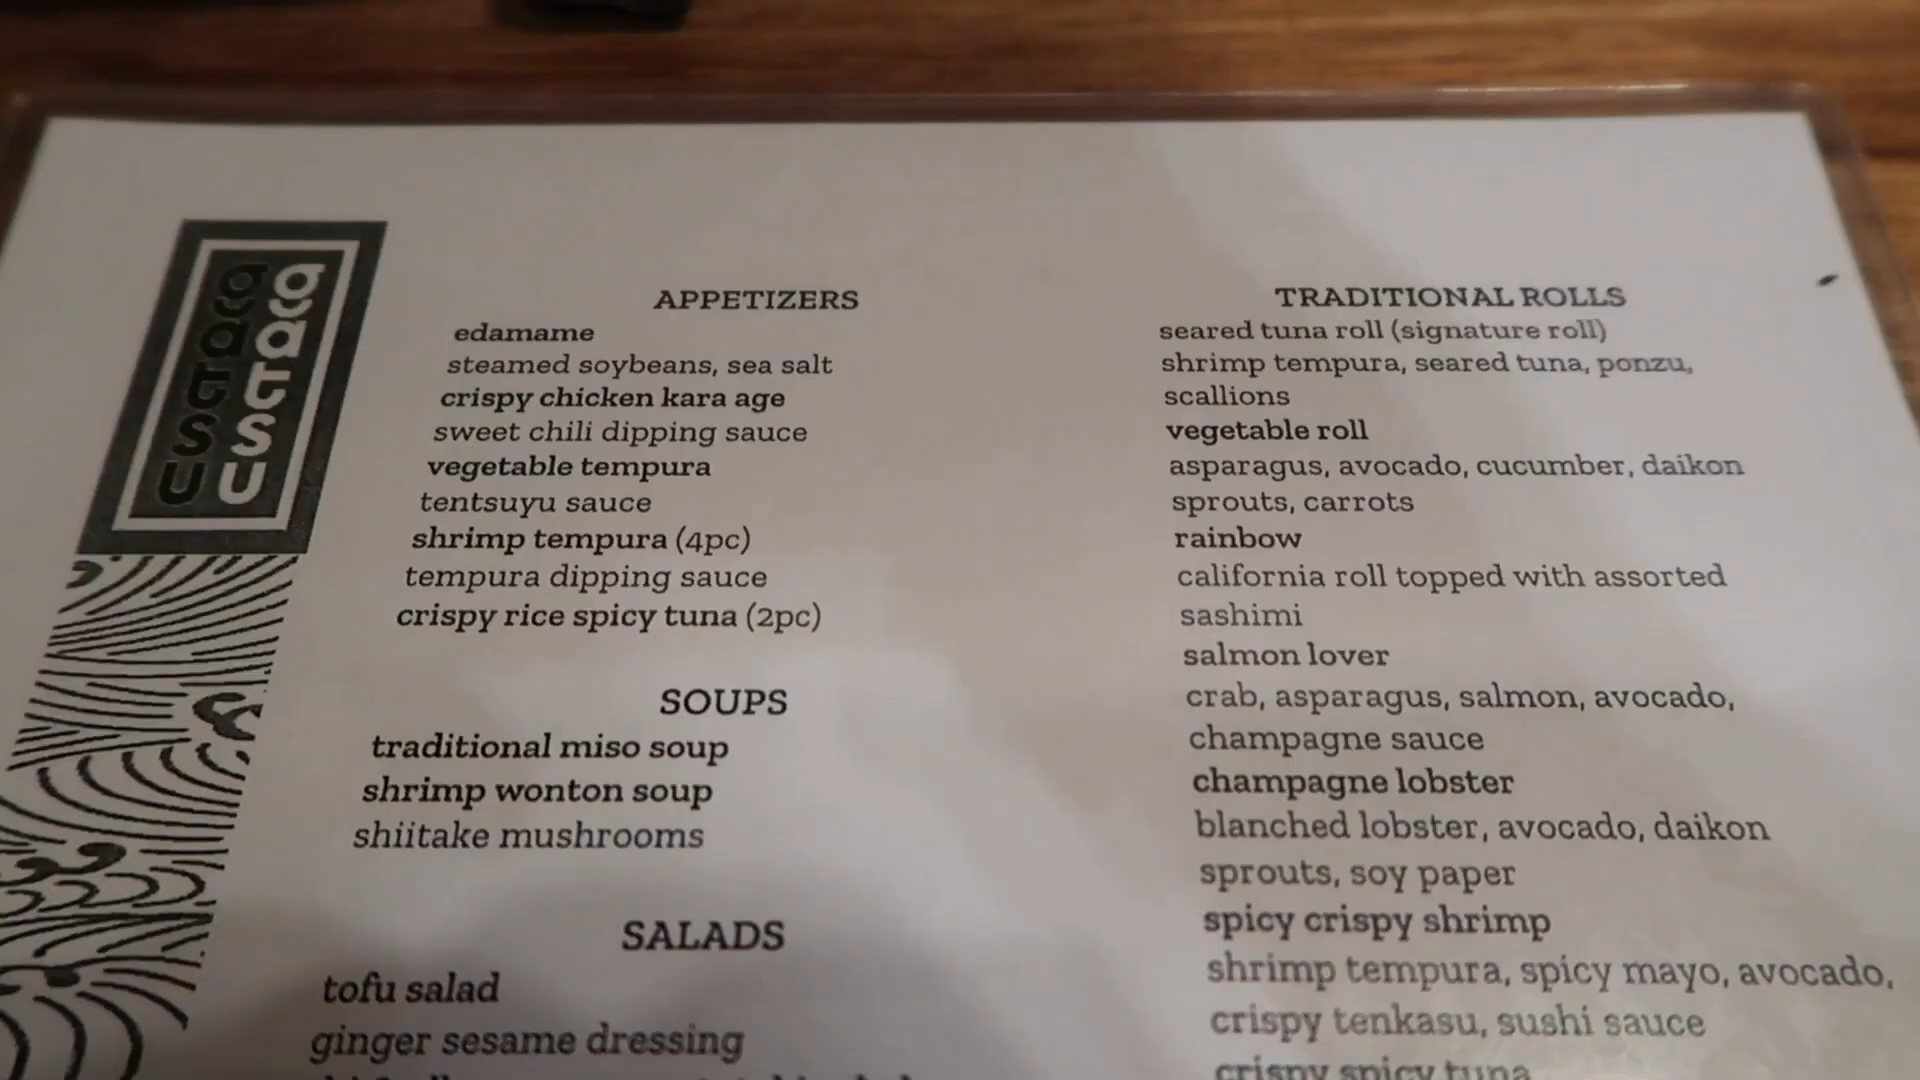 gatsu
gatsu
APPETIZERS
edamame
steamed soybeans, sea salt
crispy chicken kara age
sweet chili dipping sauce
vegetable tempura
tentsuyu sauce
shrimp tempura (4pc)
tempura dipping sauce
crispy rice spicy tuna (2pc)
SOUPS
traditional miso soup
shrimp wonton soup
shiitake mushrooms
SALADS
tofu salad
ginger sesame dressing
TRADITIONAL ROLLS
seared tuna roll (signature roll)
shrimp tempura, seared tuna, ponzu,
scallions
vegetable roll
asparagus, avocado, cucumber, daikon
sprouts, carrots
rainbow
california roll topped with assorted
sashimi
salmon lover
crab, asparagus, salmon, avocado,
champagne sauce
champagne lobster
blanched lobster, avocado, daikon
sprouts, soy paper
spicy crispy shrimp
shrimp tempura, spicy mayo, avocado,
crispy tenkasu, sushi sauce
crispy spicy tuna